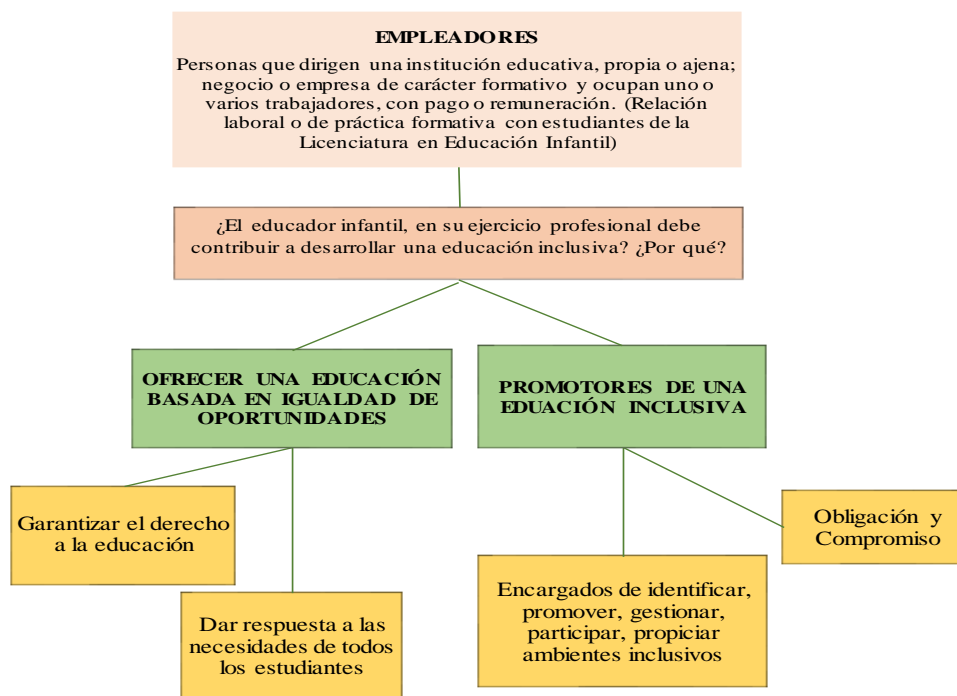 EMPLEADORES
Personas que dirigen una institución educativa, propia o ajena;
negocio o empresa de carácter formativo y ocupan uno o
varios trabajadores, con pago o remuneración. (Relación
laboral o de práctica formativa con estudiantes de la
Licenciatura en Educación Infantil)
¿El educador infantil, en su ejercicio profesional debe
contribuir a desarrollar una educación inclusiva? ¿Por qué?
OFRECER UNA EDUCACIÓN
BASADA EN IGUALDAD DE
OPORTUNIDADES
PROMOTORES DE UNA
EDUACIÓN INCLUSIVA
Garantizar el derecho
a la educación
Dar respuesta a las
necesidades de todos
los estudiantes
Encargados de identificar,
promover, gestionar,
participar, propiciar
ambientes inclusivos
Obligación y
Compromiso